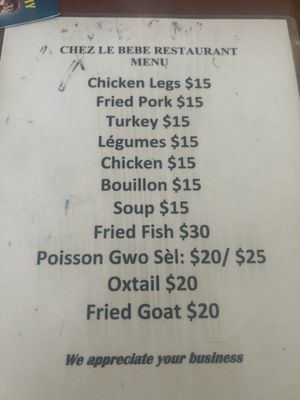 CHEZ LE BEBE RESTAURANT
MENU
Chicken Legs $15
Fried Pork $15
Turkey $15
Légumes $15
Chicken $15
Bouillon $15
Soup $15
Fried Fish $30
Poisson Gwo Sèl: $20/ $25
Oxtail $20
Fried Goat $20
We appreciate your business